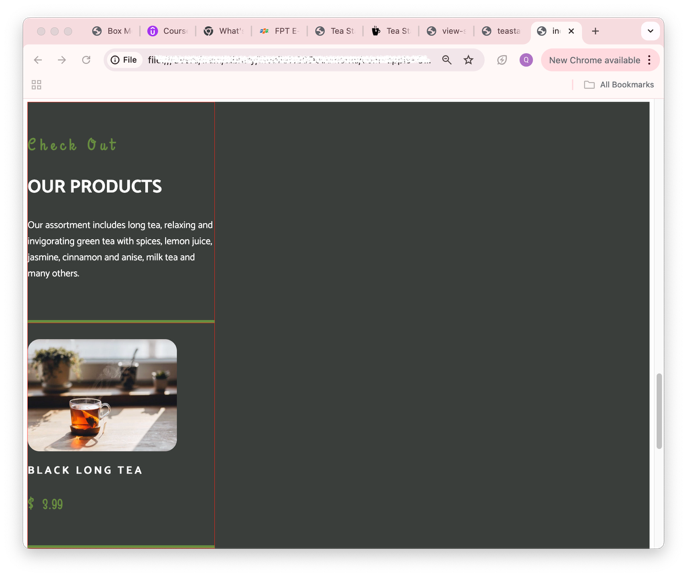 Box M
Cours
What'
FPT E
Tea St
Tea St
view-s
teasta
in
File
New Chrome available
Q
All Bookmarks
Check Out
OUR PRODUCTS
Our assortment includes long tea, relaxing and
invigorating green tea with spices, lemon juice,
jasmine, cinnamon and anise, milk tea and
many others.
BLACK LONG TEA
$ 3.99